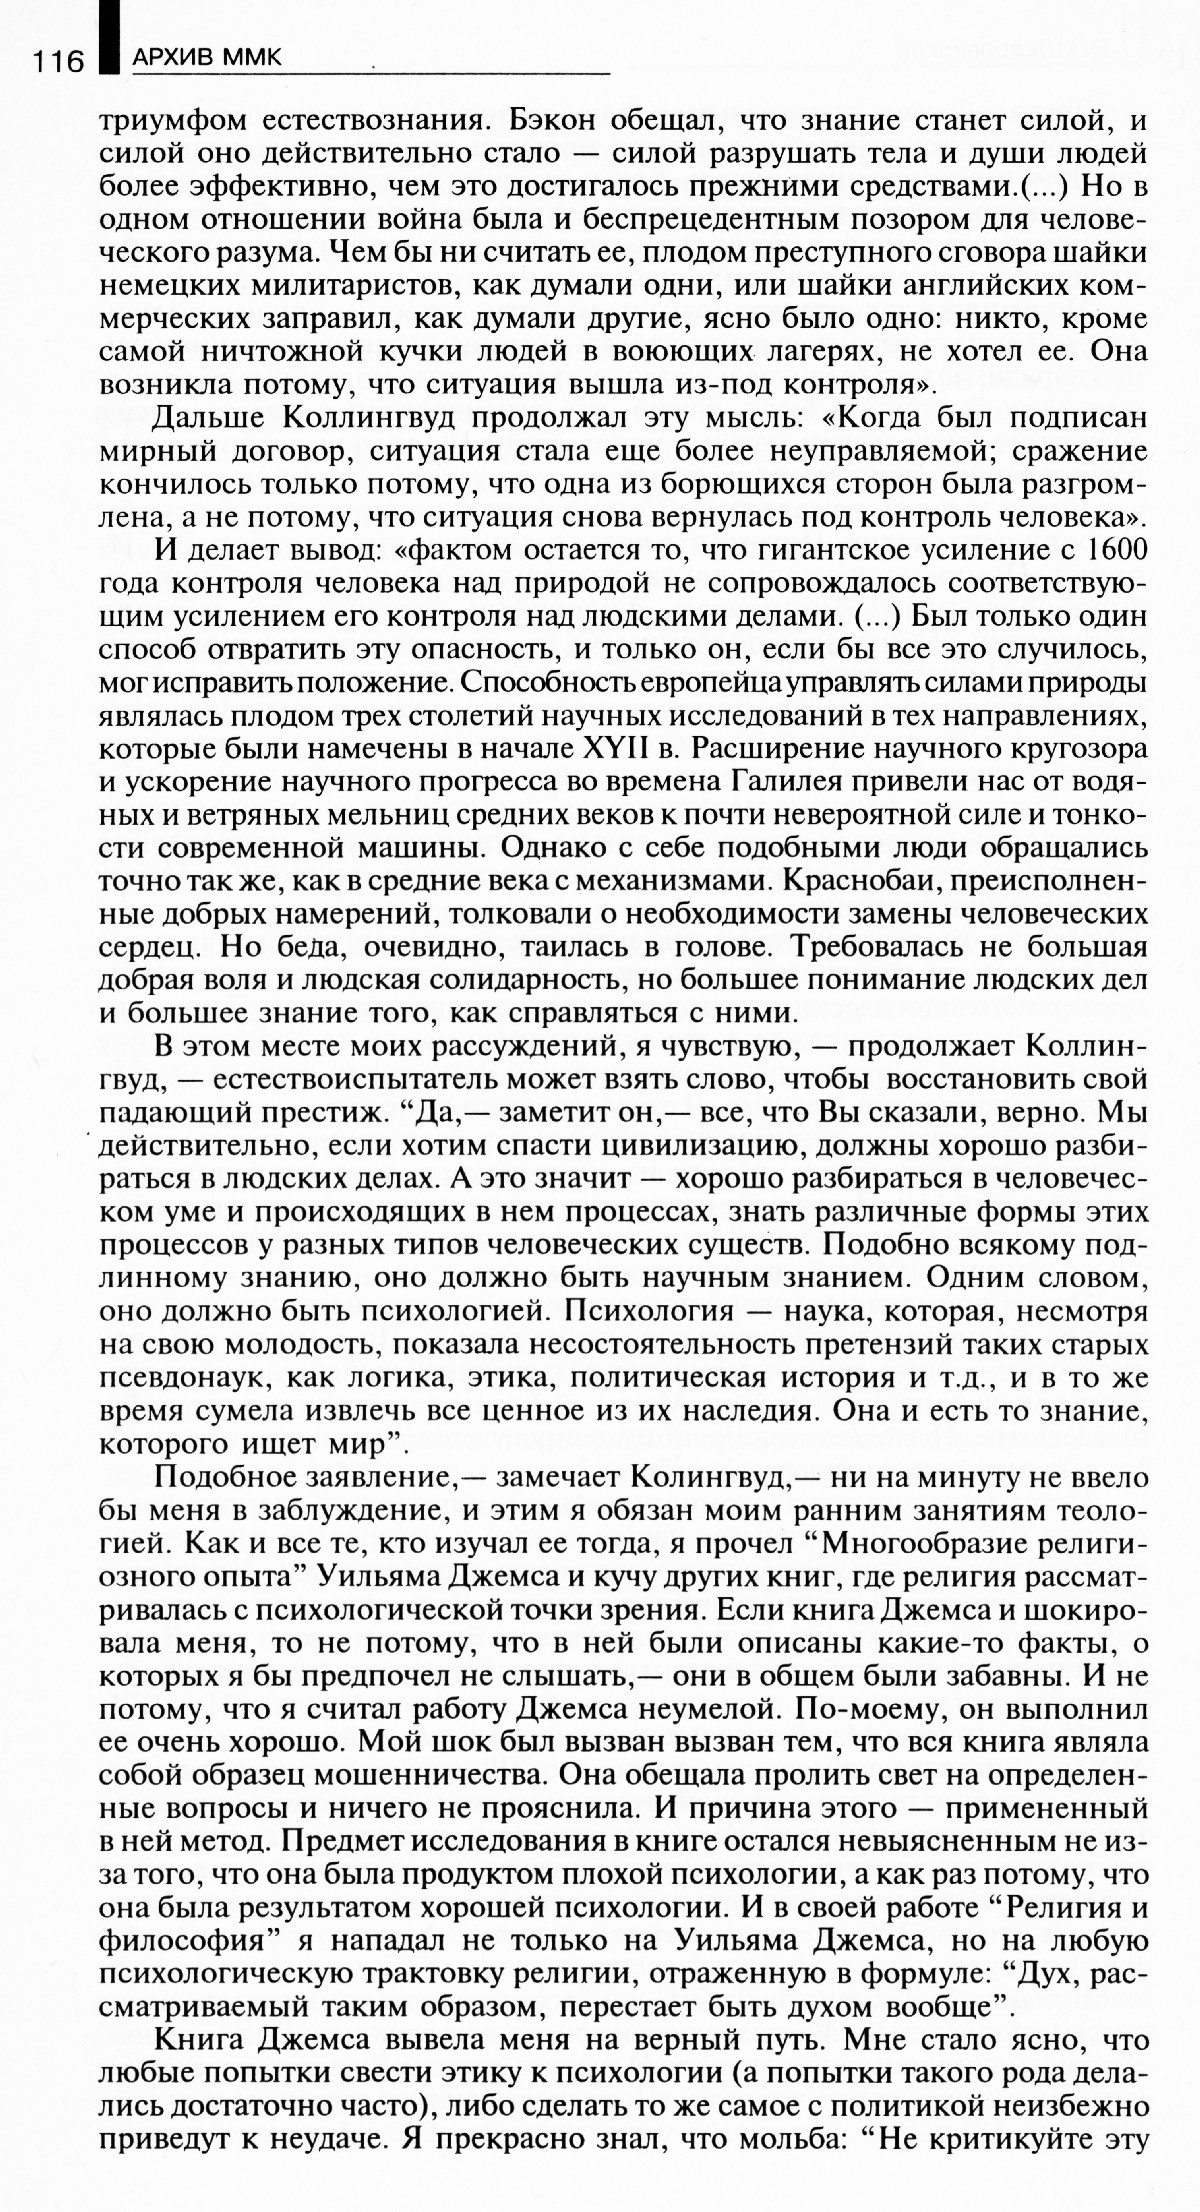 116 АРХИВ ММК
триумфом естествознания. Бэкон обещал, что знание станет силой, и
силой оно действительно стало — силой разрушать тела и души людей
более эффективно, чем это достигалось прежними средствами.(...) Но в
одном отношении война была и беспрецедентным позором для челове-
ческого разума. Чем бы ни считать ее, плодом преступного сговора шайки
немецких милитаристов, как думали одни, или шайки английских ком-
мерческих заправил, как думали другие, ясно было одно: никто, кроме
самой ничтожной кучки людей в воюющих лагерях, не хотел ее. Она
возникла потому, что ситуация вышла из-под контроля».
Дальше Коллингвуд продолжал эту мысль: «Когда был подписан
мирный договор, ситуация стала еще более неуправляемой; сражение
кончилось только потому, что одна из борющихся сторон была разгром-
лена, а не потому, что ситуация снова вернулась под контроль человека».
И делает вывод: «фактом остается то, что гигантское усиление с 1600
года контроля человека над природой не сопровождалось соответствую-
щим усилением его контроля над людскими делами. (...) Был только один
способ отвратить эту опасность, и только он, если бы все это случилось,
мог исправить положение. Способность европейца управлять силами природы
являлась плодом трех столетий научных исследований в тех направлениях,
которые были намечены в начале XYII в. Расширение научного кругозора
и ускорение научного прогресса во времена Галилея привели нас от водя-
ных и ветряных мельниц средних веков к почти невероятной силе и тонко-
сти современной машины. Однако с себе подобными люди обращались
точно так же, как в средние века с механизмами. Краснобаи, преисполнен-
ные добрых намерений, толковали о необходимости замены человеческих
сердец. Но беда, очевидно, таилась в голове. Требовалась не большая
добрая воля и людская солидарность, но большее понимание людских дел
и большее знание того, как справляться с ними.
В этом месте моих рассуждений, я чувствую, — продолжает Коллин-
гвуд, — естествоиспытатель может взять слово, чтобы восстановить свой
падающий престиж. “Да,— заметит он,— все, что Вы сказали, верно. Мы
действительно, если хотим спасти цивилизацию, должны хорошо разби-
раться в людских делах. А это значит — хорошо разбираться в человечес-
ком уме и происходящих в нем процессах, знать различные формы этих
процессов у разных типов человеческих существ. Подобно всякому под-
линному знанию, оно должно быть научным знанием. Одним словом,
оно должно быть психологией. Психология — наука, которая, несмотря
на свою молодость, показала несостоятельность претензий таких старых
псевдонаук, как логика, этика, политическая история и т.д., и в то же
время сумела извлечь все ценное из их наследия. Она и есть то знание,
которого ищет мир”.
Подобное заявление,— замечает Колингвуд,— ни на минуту не ввело
бы меня в заблуждение, и этим я обязан моим ранним занятиям теоло-
гией. Как и все те, кто изучал ее тогда, я прочел “Многообразие религи-
озного опыта” Уильяма Джемса и кучу других книг, где религия рассмат-
ривалась с психологической точки зрения. Если книга Джемса и шокиро-
вала меня, то не потому, что в ней были описаны какие-то факты, о
которых я бы предпочел не слышать,— они в общем были забавны. И не
потому, что я считал работу Джемса неумелой. По-моему, он выполнил
ее очень хорошо. Мой шок был вызван вызван тем, что вся книга являла
собой образец мошенничества. Она обещала пролить свет на определен-
ные вопросы и ничего не прояснила. И причина этого — примененный
в ней метод. Предмет исследования в книге остался невыясненным не из-
за того, что она была продуктом плохой психологии, а как раз потому, что
она была результатом хорошей психологии. И в своей работе “Религия и
философия” я нападал не только на Уильяма Джемса, но на любую
психологическую трактовку религии, отраженную в формуле: “Дух, рас-
сматриваемый таким образом, перестает быть духом вообще”.
Книга Джемса вывела меня на верный путь. Мне стало ясно, что
любые попытки свести этику к психологии (а попытки такого рода дела-
лись достаточно часто), либо сделать то же самое с политикой неизбежно
приведут к неудаче. Я прекрасно знал, что мольба: “Не критикуйте эту